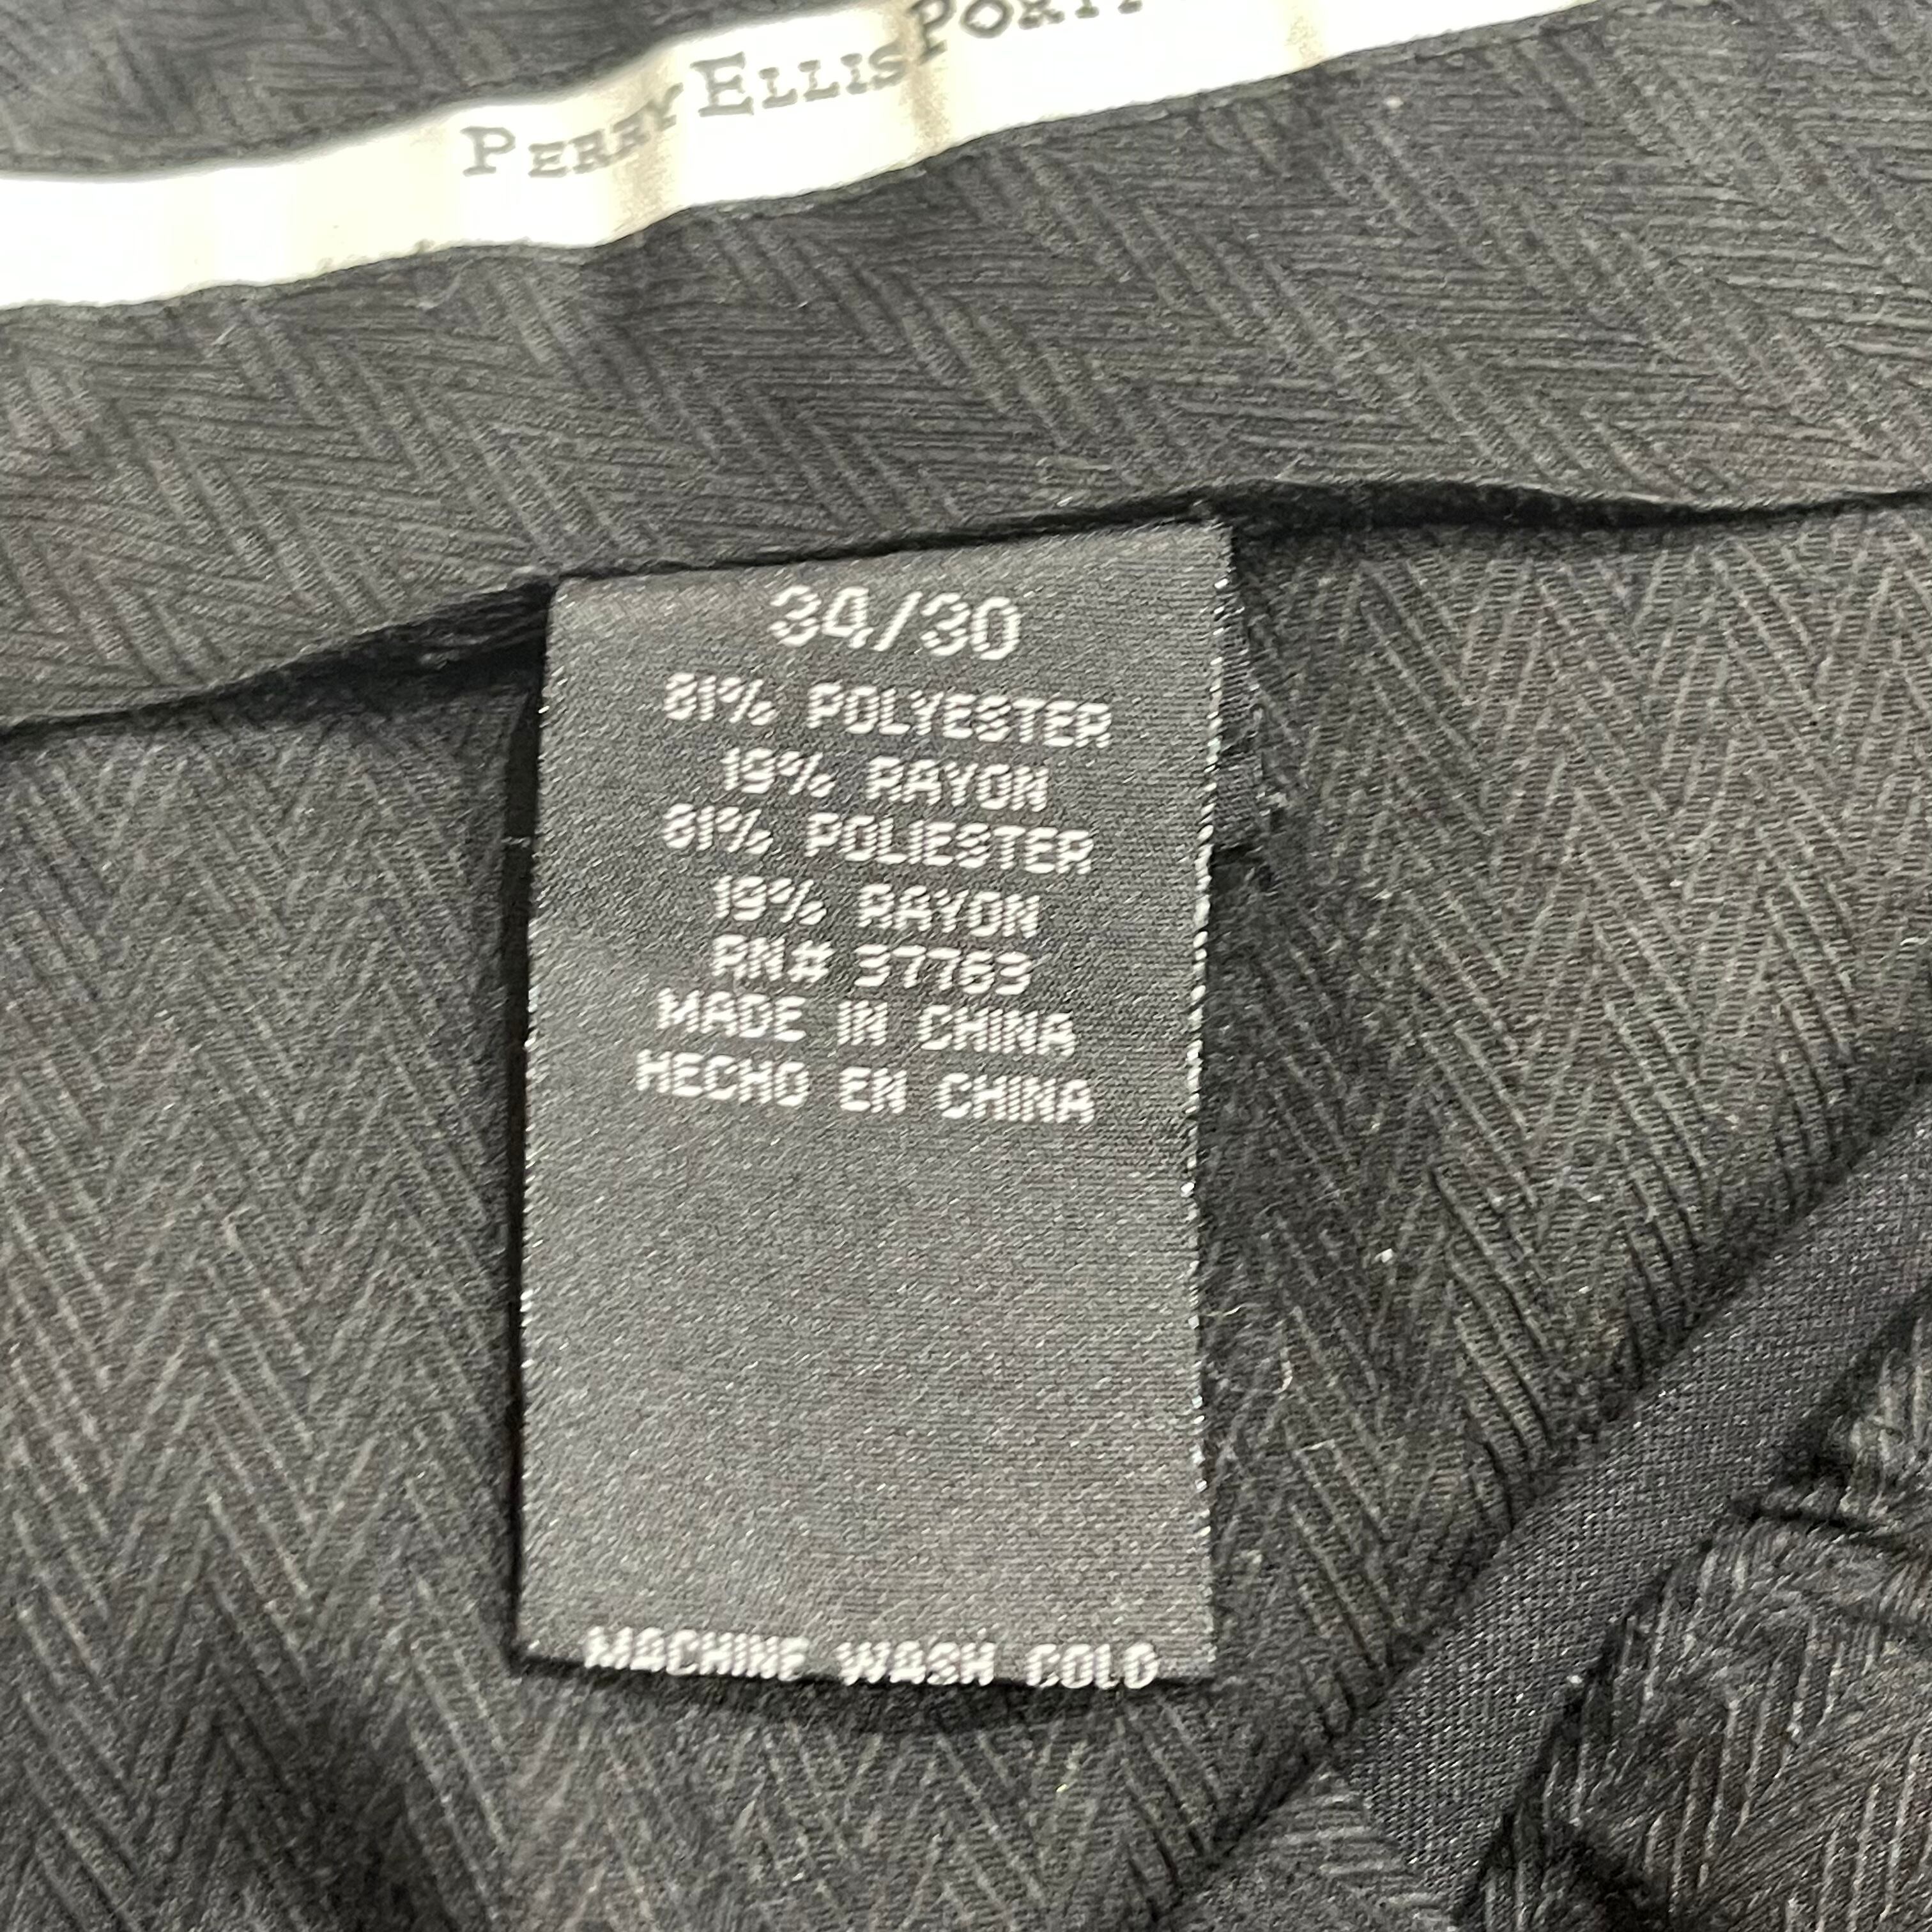 PERRY ELLIS PORTF
34/30
81% POLYESTER
19% RAYON
81% POLIESTER
19% RAYON
RN# 37763
MADE IN CHINA
HECHO EN CHINA
MACHINE WASH COLD